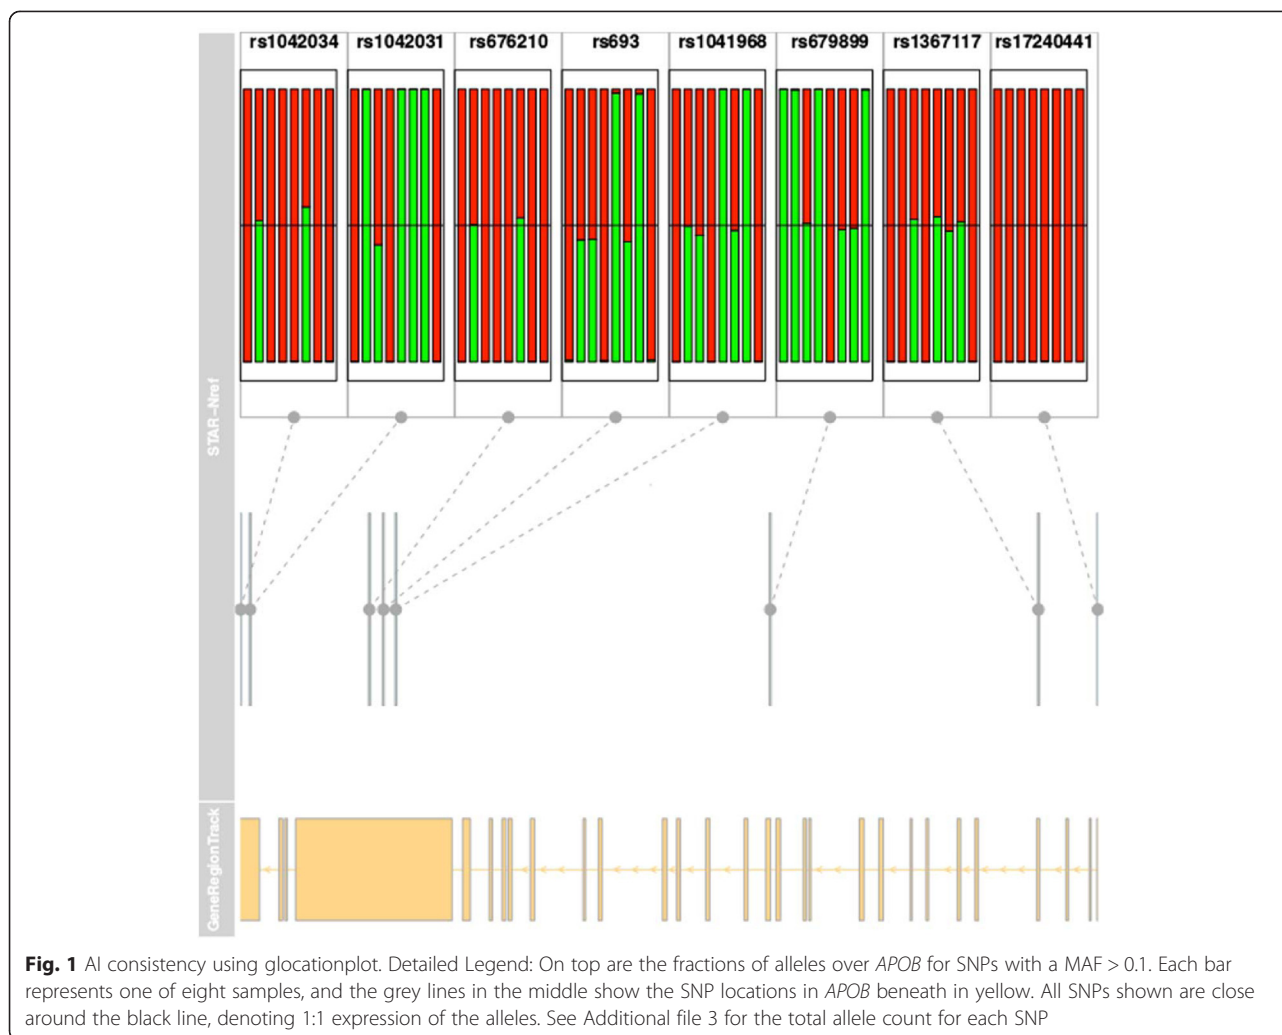 rs1042034 rs1042031 rs676210 rs693 rs1041968 rs679899 rs1367117 rs17240441
STAR-Nref
GeneRegionTrack
Fig. 1 AI consistency using glocationplot. Detailed Legend: On top are the fractions of alleles over APOB for SNPs with a MAF > 0.1. Each bar
represents one of eight samples, and the grey lines in the middle show the SNP locations in APOB beneath in yellow. All SNPs shown are close
around the black line, denoting 1:1 expression of the alleles. See Additional file 3 for the total allele count for each SNP